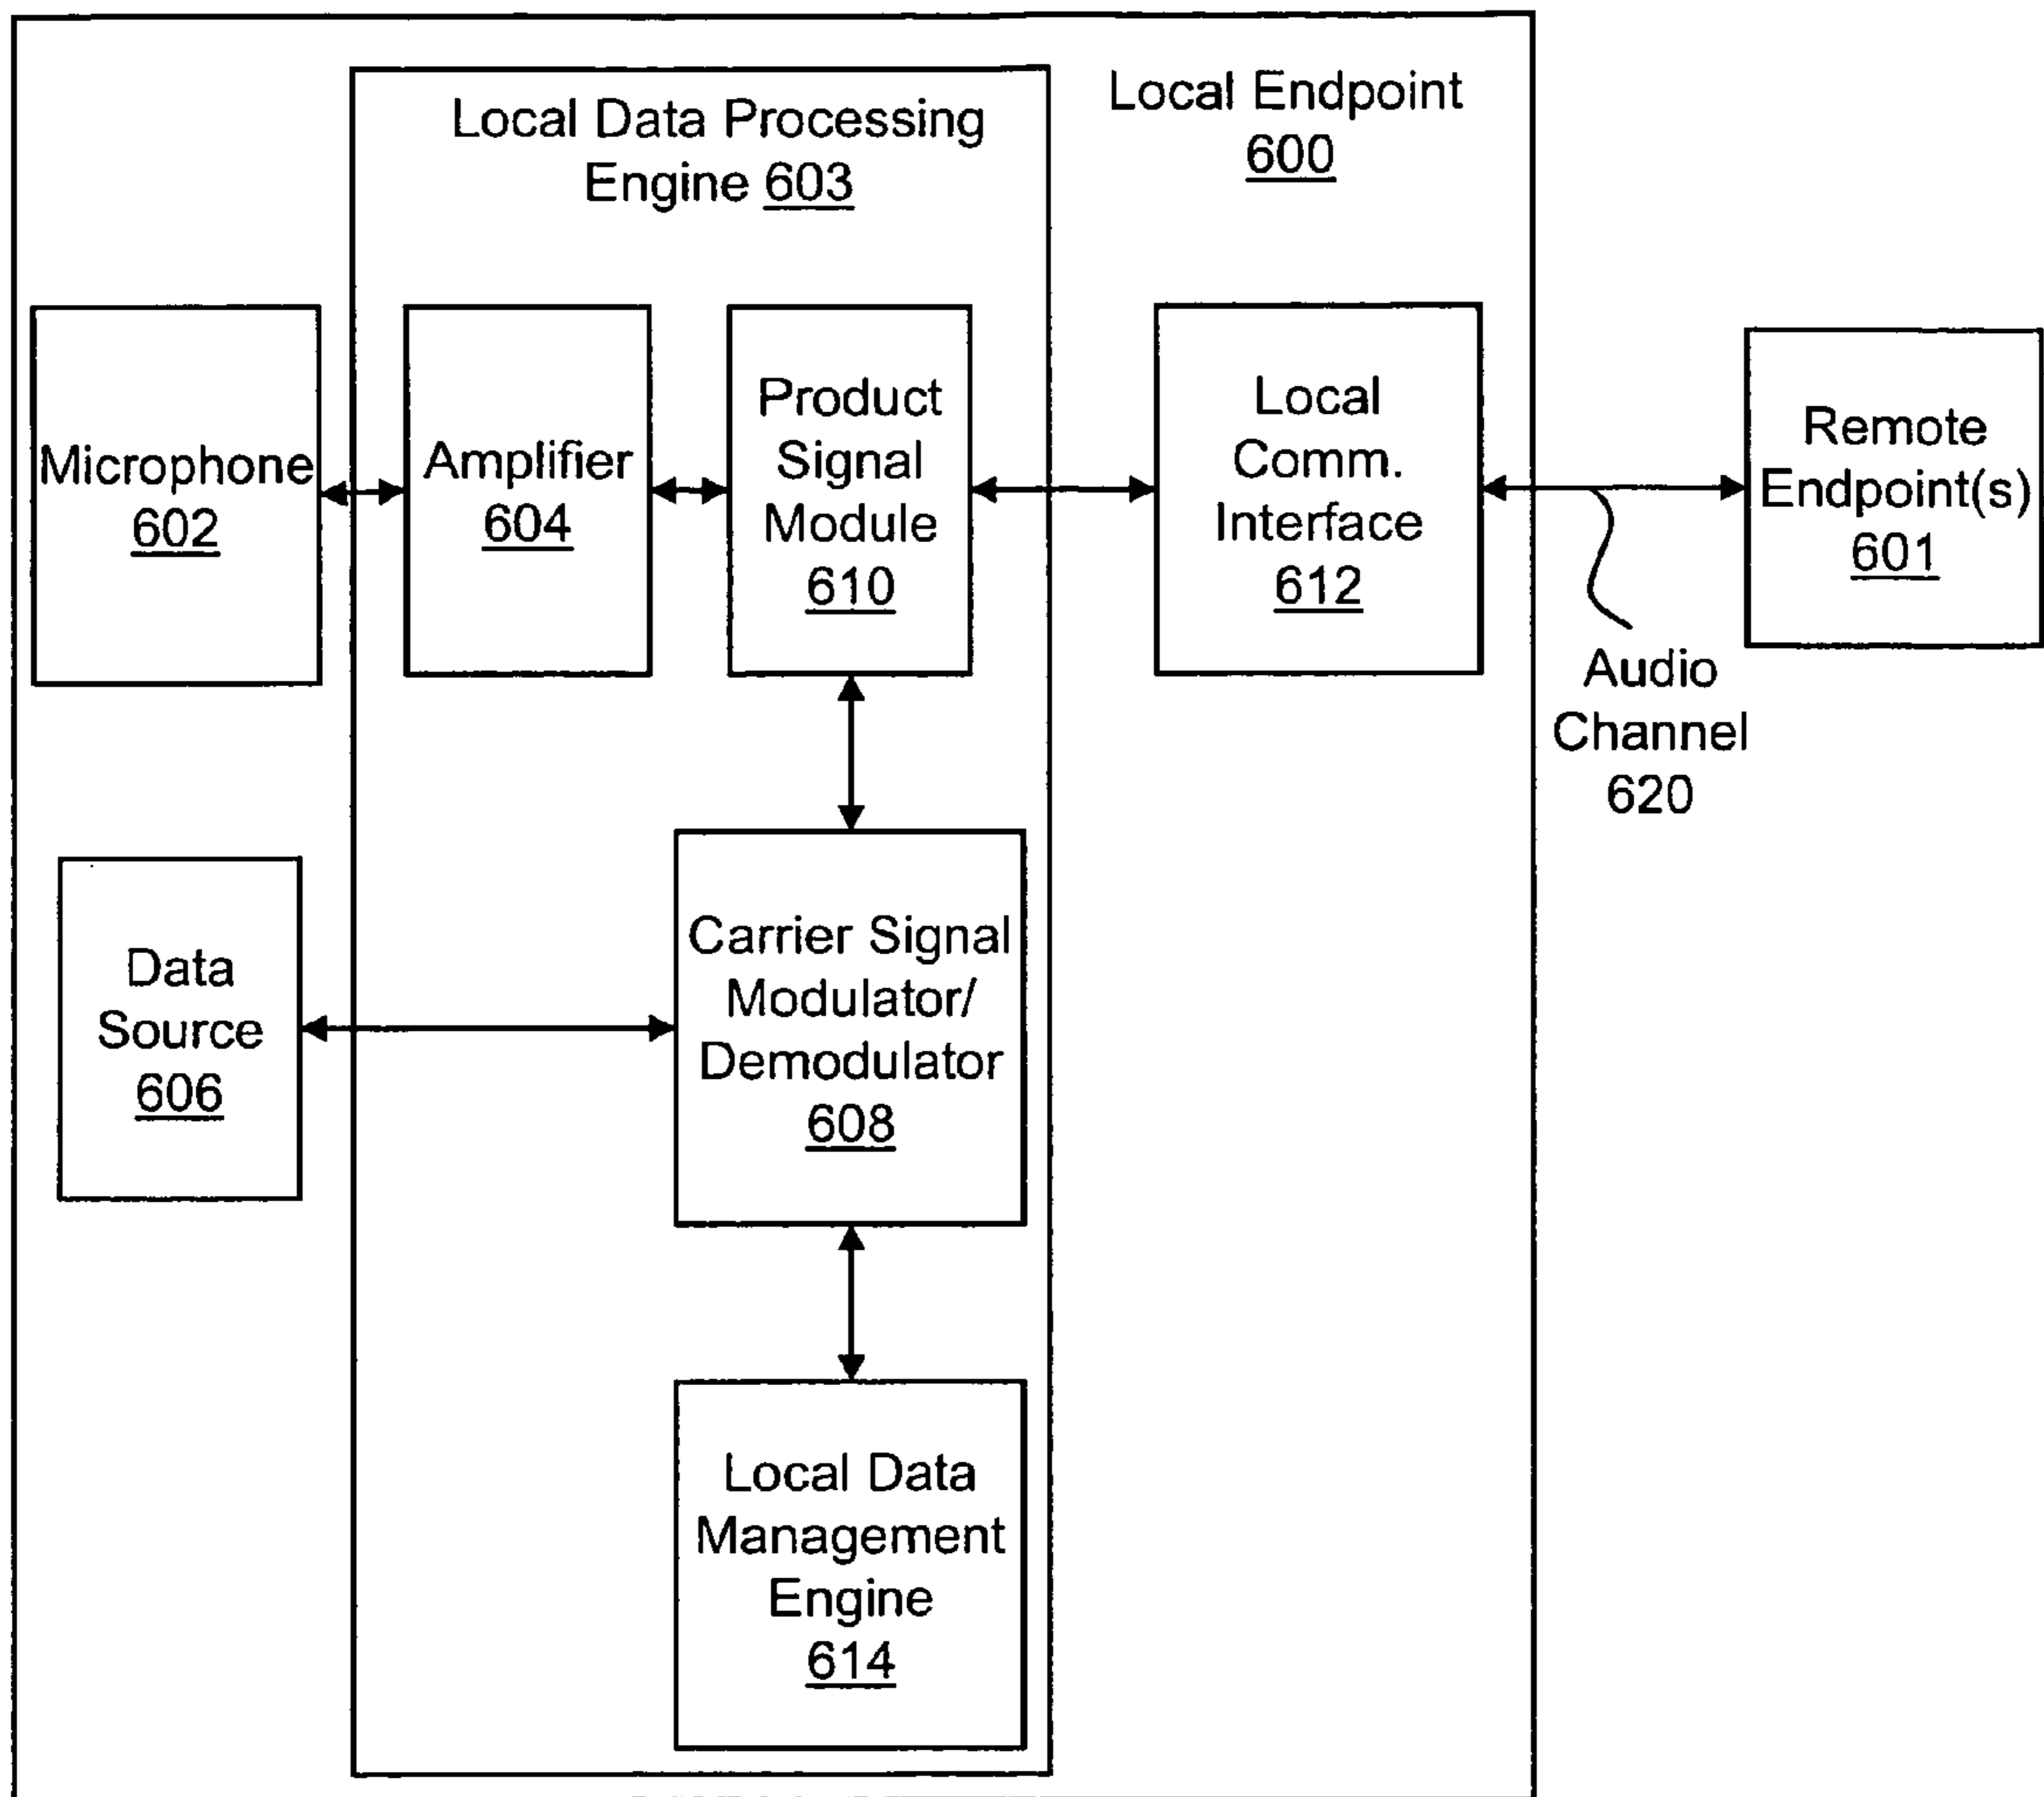 Local Data Processing
Engine 603
Local Endpoint
600
Microphone
602
Amplifier
604
Product
Signal
Module
610
Local
Comm.
Interface
612
Remote
Endpoint(s)
601
Audio
Channel
620
Data
Source
606
Carrier Signal
Modulator/
Demodulator
608
Local Data
Management
Engine
614